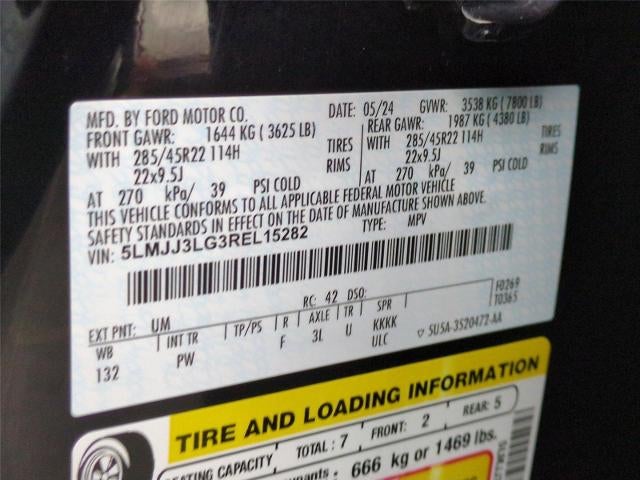 MFD. BY FORD MOTOR CO. DATE: 05/24 GVWR: 3538 KG (7800 LB)
FRONT GAWR: 1644 KG (3625 LB) REAR GAWR: 1987 KG (4380 LB)
WITH 285/45R22 114H TIRES WITH 285/45R22 114H TIRES
22x9.5J RIMS 22x9.5J RIMS
AT 270 kPa/ 39 PSI COLD AT 270 kPa/ 39 PSI COLD
THIS VEHICLE CONFORMS TO ALL APPLICABLE FEDERAL MOTOR VEHICLE
SAFETY STANDARDS IN EFFECT ON THE DATE OF MANUFACTURE SHOWN ABOVE.
VIN: 5LMJJ3LG3REL15282 TYPE: MPV
F0269
T0365
EXT PNT: UM RC: 42 DSO:
WB INT TR TP/PS R AXLE TR SPR
132 PW F 3L U KKKK
ULC SU5A-3520472-AA
TIRE AND LOADING INFORMATION
SEATING CAPACITY TOTAL: 7 FRONT: 2 REAR: 5
666 kg or 1469 lbs.